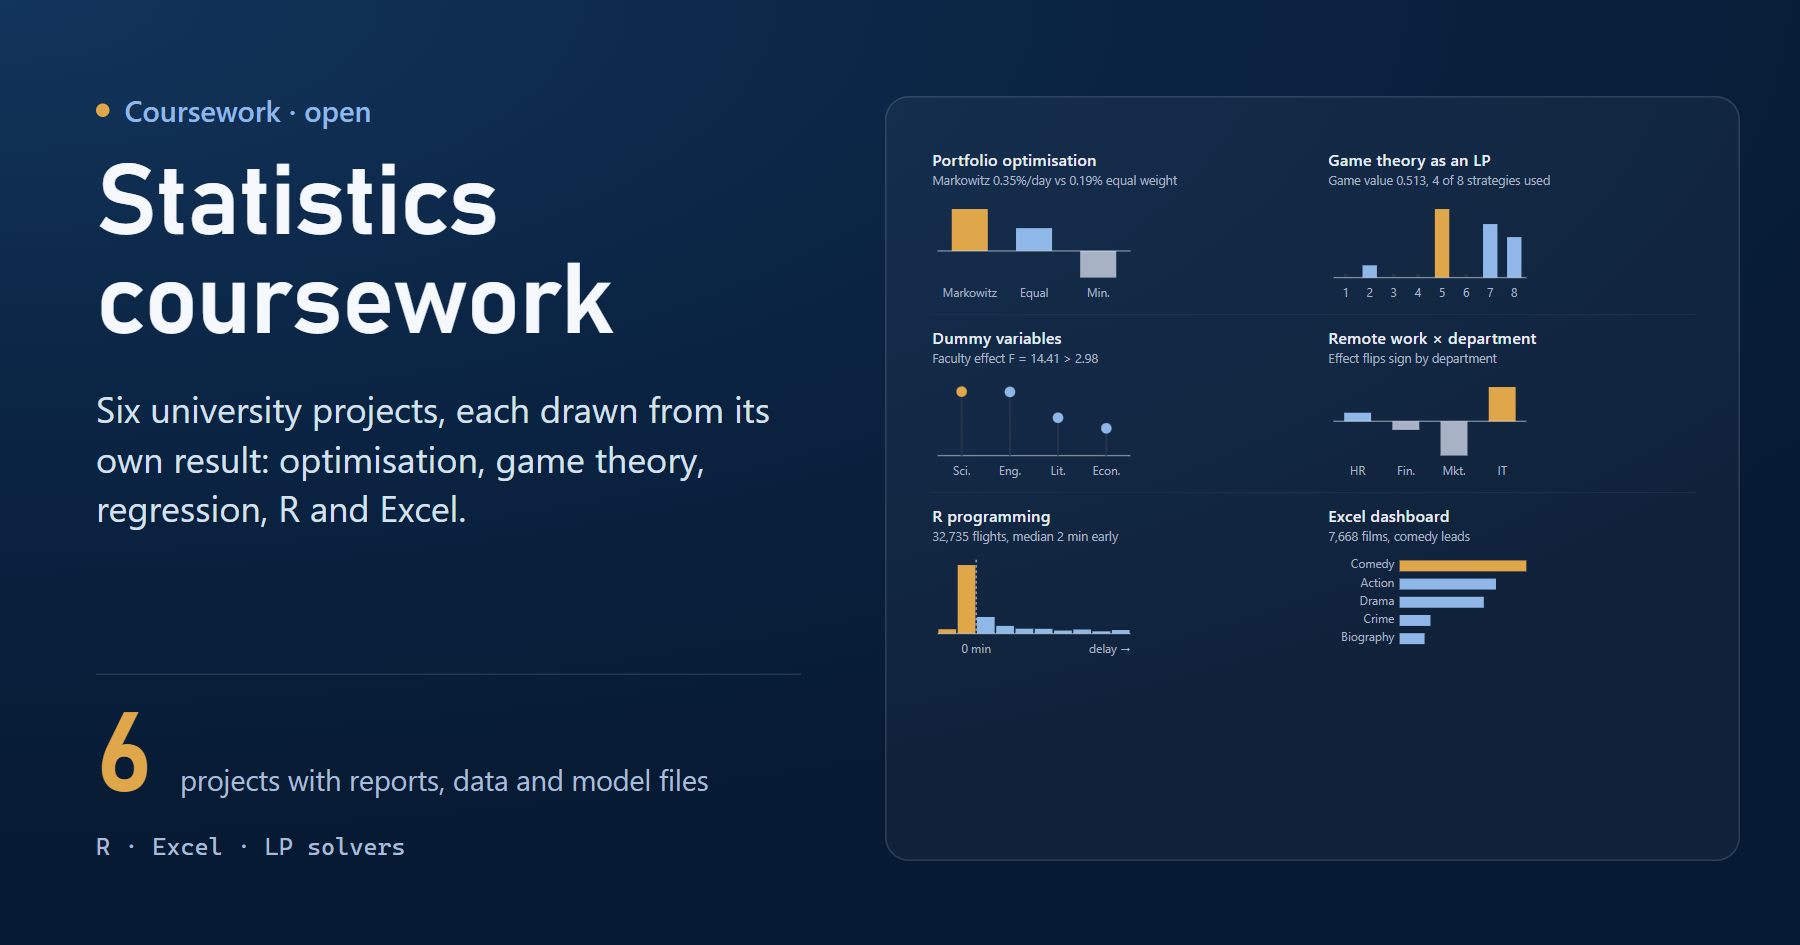 Coursework · open
Statistics
coursework
Six university projects, each drawn from its
own result: optimisation, game theory,
regression, R and Excel.
6 projects with reports, data and model files
R · Excel · LP solvers
Portfolio optimisation
Markowitz 0.35%/day vs 0.19% equal weight
Markowitz Equal Min.
Game theory as an LP
Game value 0.513, 4 of 8 strategies used
1 2 3 4 5 6 7 8
Dummy variables
Faculty effect F = 14.41 > 2.98
Sci. Eng. Lit. Econ.
Remote work × department
Effect flips sign by department
HR Fin. Mkt. IT
R programming
32,735 flights, median 2 min early
0 min delay →
Excel dashboard
7,668 films, comedy leads
Comedy
Action
Drama
Crime
Biography